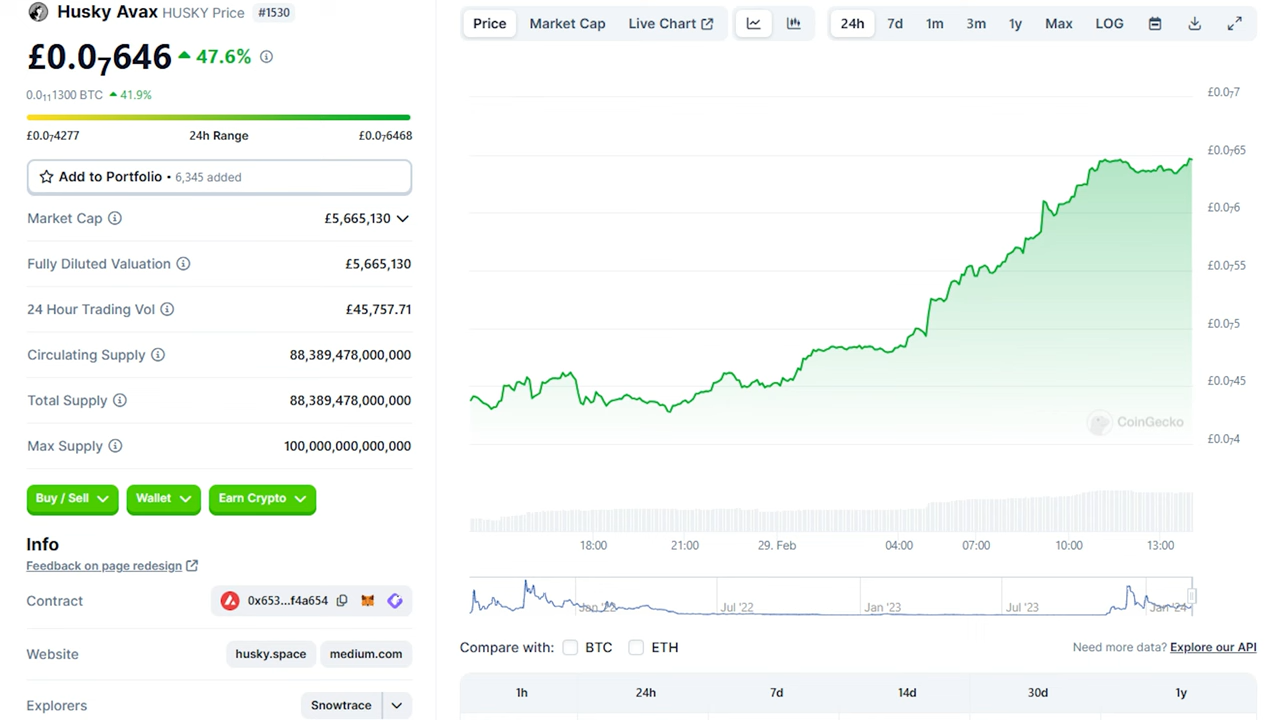 Husky Avax HUSKY Price #1530
£0.0₇646 47.6%
0.0₁₁1300 BTC 41.9%
£0.0₇4277 24h Range £0.0₇6468
Add to Portfolio • 6,345 added
Market Cap £5,665,130
Fully Diluted Valuation £5,665,130
24 Hour Trading Vol £45,757.71
Circulating Supply 88,389,478,000,000
Total Supply 88,389,478,000,000
Max Supply 100,000,000,000,000
Buy / Sell Wallet Earn Crypto
Info
Feedback on page redesign
Contract 0x653...f4a654
Website husky.space medium.com
Explorers Snowtrace
Price Market Cap Live Chart 24h 7d 1m 3m 1y Max LOG
£0.0₇7
£0.0₇65
£0.0₇6
£0.0₇55
£0.0₇5
£0.0₇45
CoinGecko
£0.0₇4
18:00 21:00 29. Feb 04:00 07:00 10:00 13:00
Jan '22 Jul '22 Jan '23 Jul '23 Jan '24
Compare with: BTC ETH Need more data? Explore our API
1h 24h 7d 14d 30d 1y